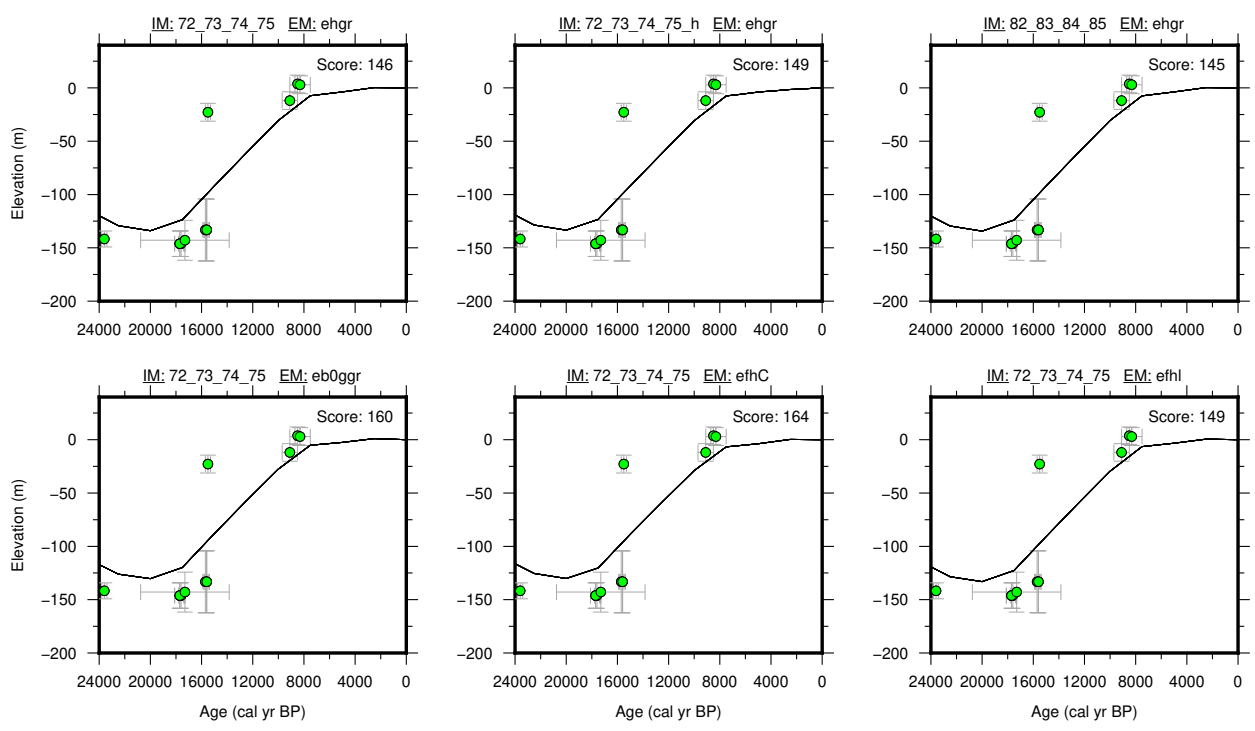 IM: 72_73_74_75 EM: ehgr
IM: 72_73_74_75_h EM: ehgr
IM: 82_83_84_85 EM: ehgr
Score: 146
Score: 149
Score: 145
Elevation (m)
0
−50
−100
−150
−200
0
−50
−100
−150
−200
0
−50
−100
−150
−200
24000 20000 16000 12000 8000 4000 0
24000 20000 16000 12000 8000 4000 0
24000 20000 16000 12000 8000 4000 0
IM: 72_73_74_75 EM: eb0ggr
IM: 72_73_74_75 EM: efhC
IM: 72_73_74_75 EM: efhl
Score: 160
Score: 164
Score: 149
Elevation (m)
0
−50
−100
−150
−200
0
−50
−100
−150
−200
0
−50
−100
−150
−200
24000 20000 16000 12000 8000 4000 0
24000 20000 16000 12000 8000 4000 0
24000 20000 16000 12000 8000 4000 0
Age (cal yr BP)
Age (cal yr BP)
Age (cal yr BP)